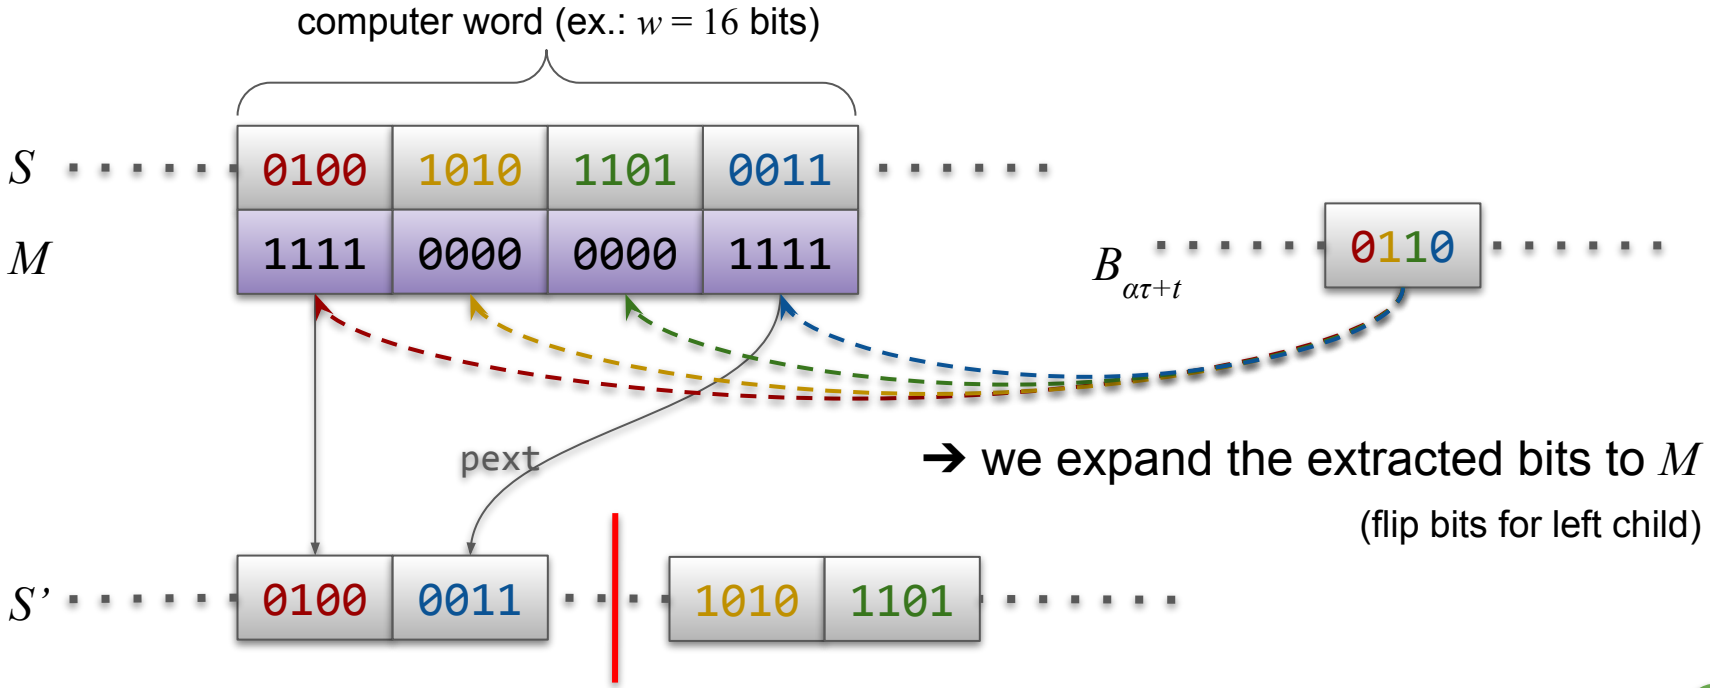 computer word (ex.: w = 16 bits)
S 0100 1010 1101 0011
M 1111 0000 0000 1111
Bατ+t 0110
pext
➔ we expand the extracted bits to M
(flip bits for left child)
S’ 0100 0011 1010 1101